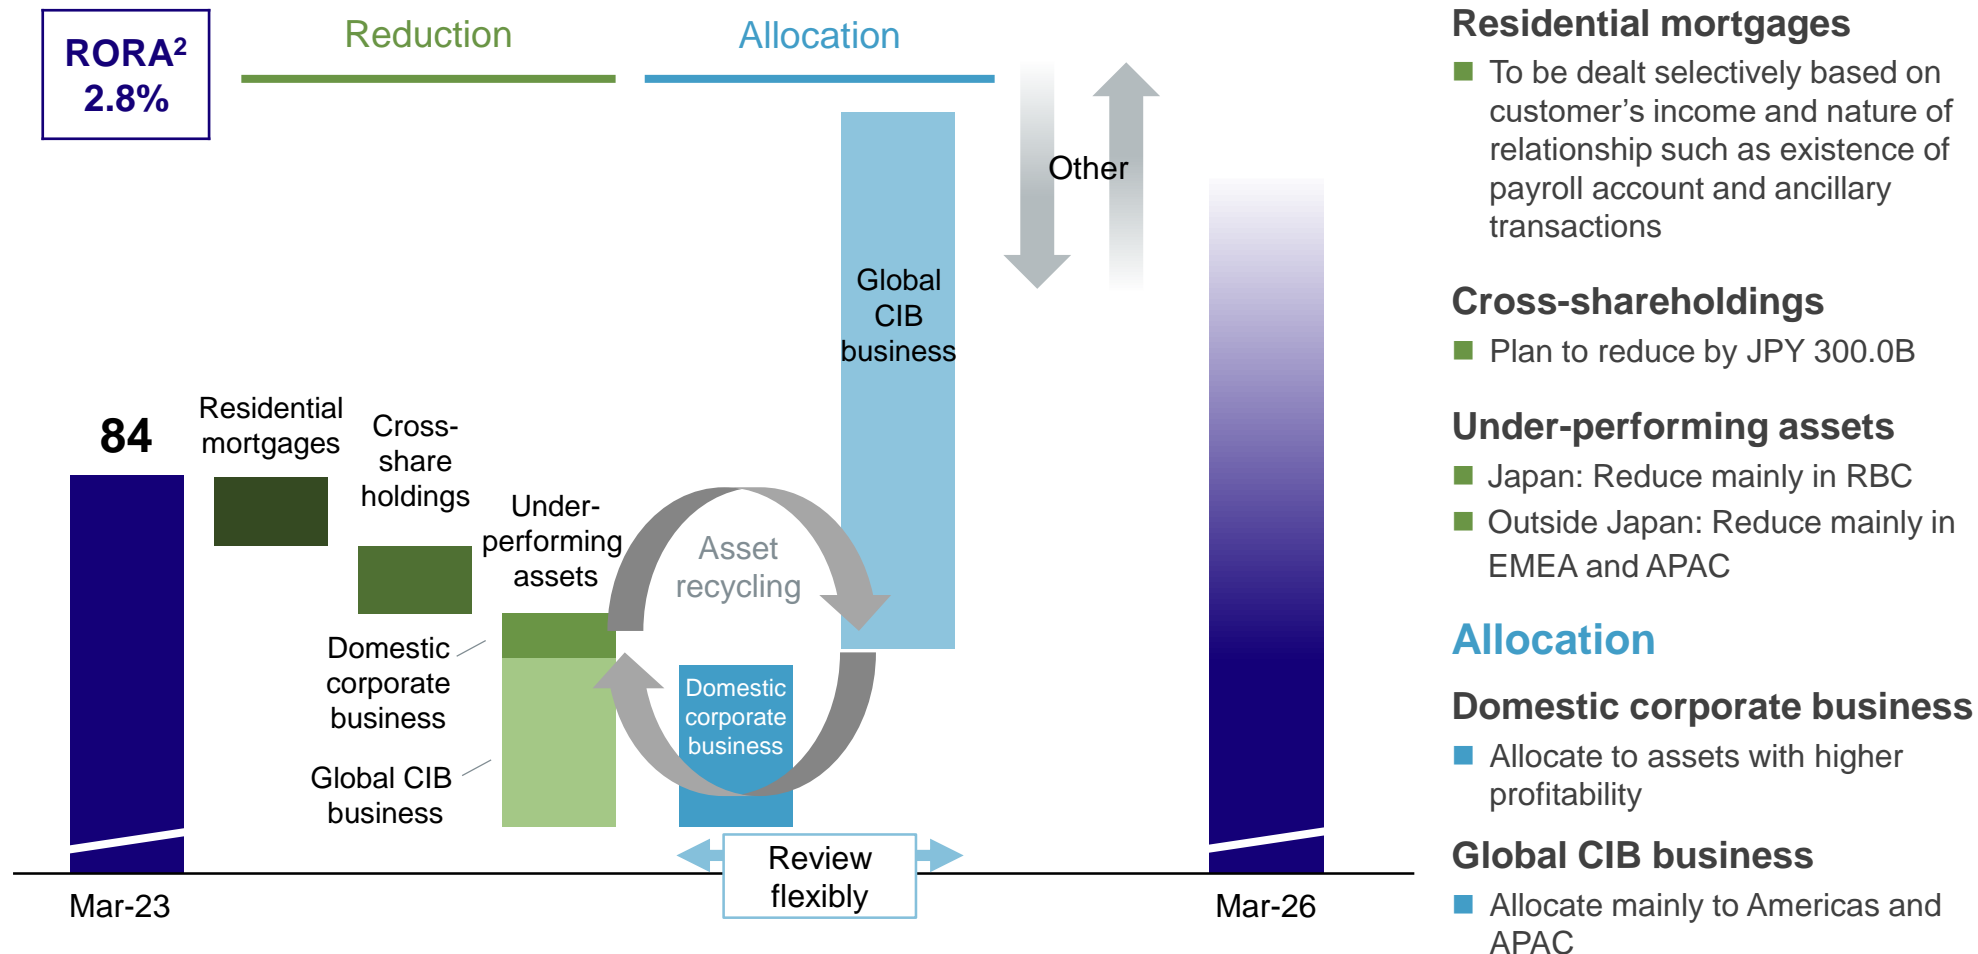 RORA2
2.8%
Reduction
Allocation
Other
84
Residential
mortgages
Cross-
share
holdings
Under-
performing
assets
Domestic
corporate
business
Global CIB
business
Asset
recycling
Domestic
corporate
business
Global
CIB
business
Review
flexibly
Mar-23
Mar-26
Residential mortgages
To be dealt selectively based on
customer's income and nature of
relationship such as existence of
payroll account and ancillary
transactions
Cross-shareholdings
Plan to reduce by JPY 300.0B
Under-performing assets
Japan: Reduce mainly in RBC
Outside Japan: Reduce mainly in
EMEA and APAC
Allocation
Domestic corporate business
Allocate to assets with higher
profitability
Global CIB business
Allocate mainly to Americas and
APAC